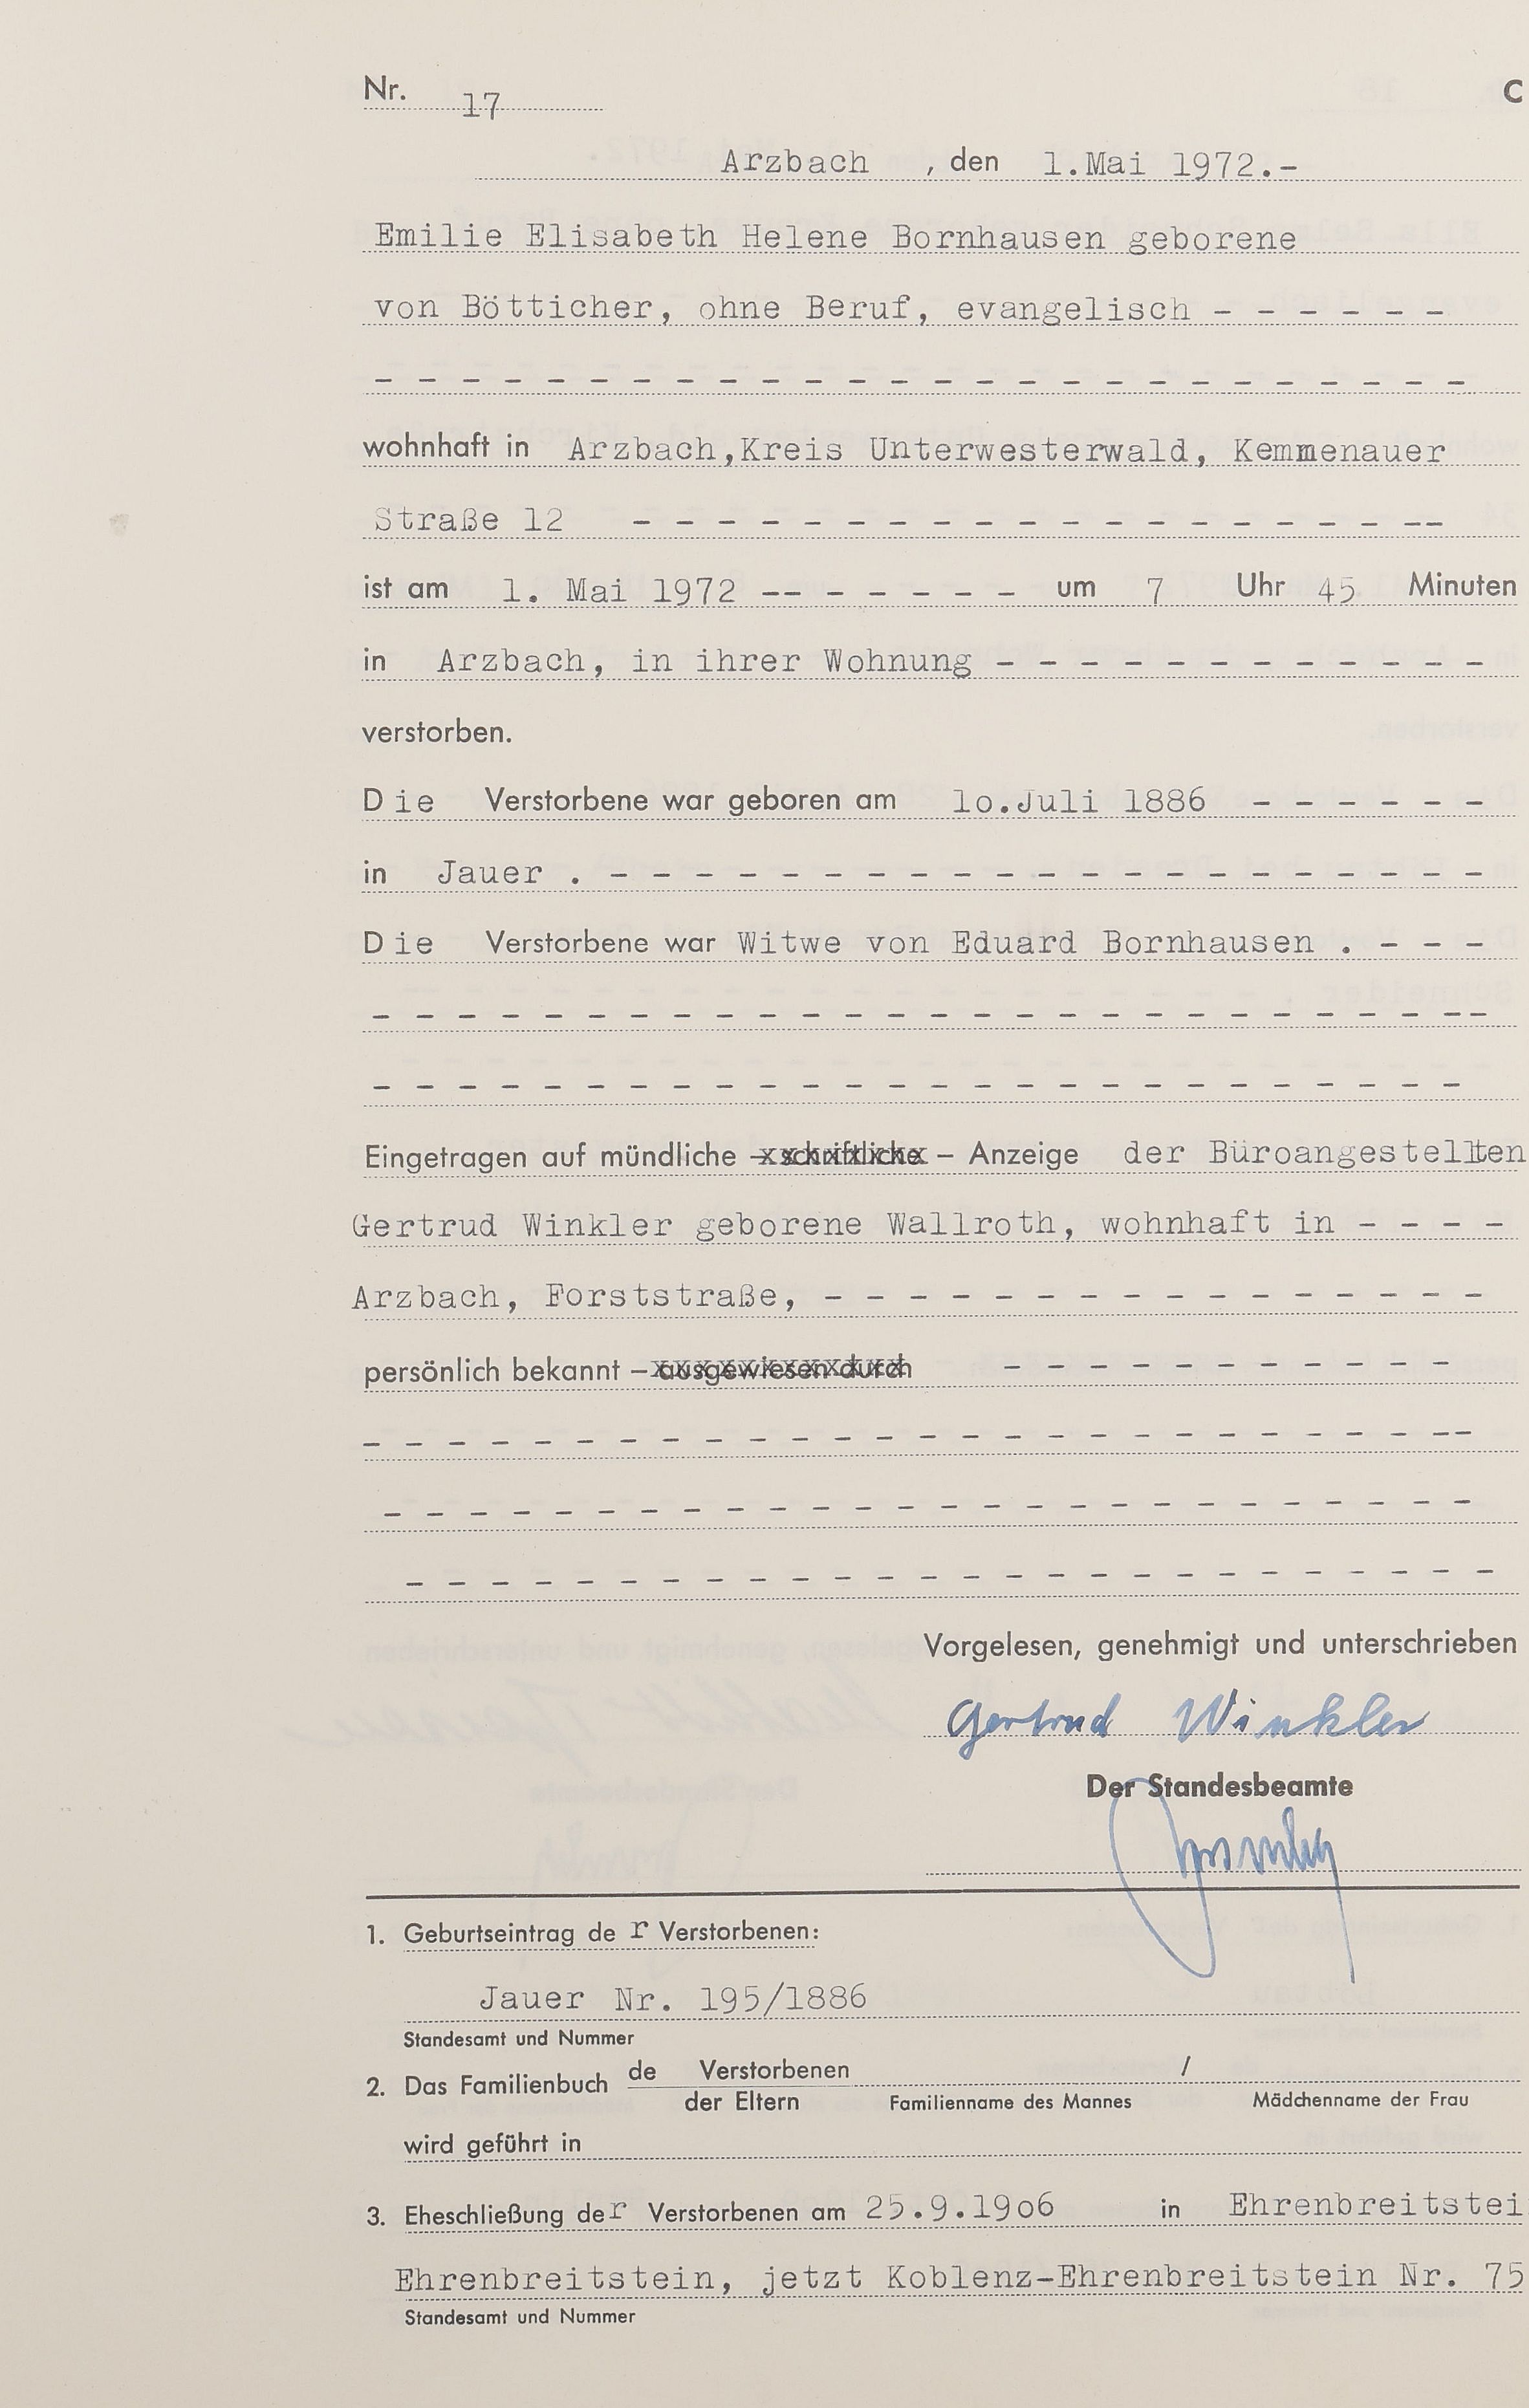 Nr. 17 C
Arzbach , den 1.Mai 1972.-
Emilie Elisabeth Helene Bornhausen geborene
von Bötticher, ohne Beruf, evangelisch - - - - - -
- - - - - - - - - - - - - - - - - - - - - - - - - -
wohnhaft in Arzbach,Kreis Unterwesterwald, Kemmenauer
Straße 12 - - - - - - - - - - - - - - - - - - --
ist am 1. Mai 1972 -- - - - - - um 7 Uhr 45 Minuten
in Arzbach, in ihrer Wohnung - - - - - - - - - - - -
verstorben.
Die Verstorbene war geboren am lo.Juli 1886 - - - - - -
in Jauer . - - - - - - - - - - - - - - - - - - - - -
Die Verstorbene war Witwe von Eduard Bornhausen . - - -
- - - - - - - - - - - - - - - - - - - - - - - - - --
- - - - - - - - - - - - - - - - - - - - - - - - - -
Eingetragen auf mündliche - schriftliche - Anzeige der Büroangestellten
Gertrud Winkler geborene Wallroth, wohnhaft in - - - -
Arzbach, Forststraße, - - - - - - - - - - - - - - - -
persönlich bekannt - ausgewiesen durch - - - - - - - - - - -
- - - - - - - - - - - - - - - - - - - - - - - - - --
- - - - - - - - - - - - - - - - - - - - - - - - - -
- - - - - - - - - - - - - - - - - - - - - - - - - -
Vorgelesen, genehmigt und unterschrieben
Gertrud Winkler
Der Standesbeamte
1. Geburtseintrag der Verstorbenen:
Jauer Nr. 195/1886
Standesamt und Nummer
2. Das Familienbuch de Verstorbenen /
der Eltern Familienname des Mannes Mädchenname der Frau
wird geführt in
3. Eheschließung der Verstorbenen am 25.9.19o6 in Ehrenbreitstei
Ehrenbreitstein, jetzt Koblenz-Ehrenbreitstein Nr. 75
Standesamt und Nummer